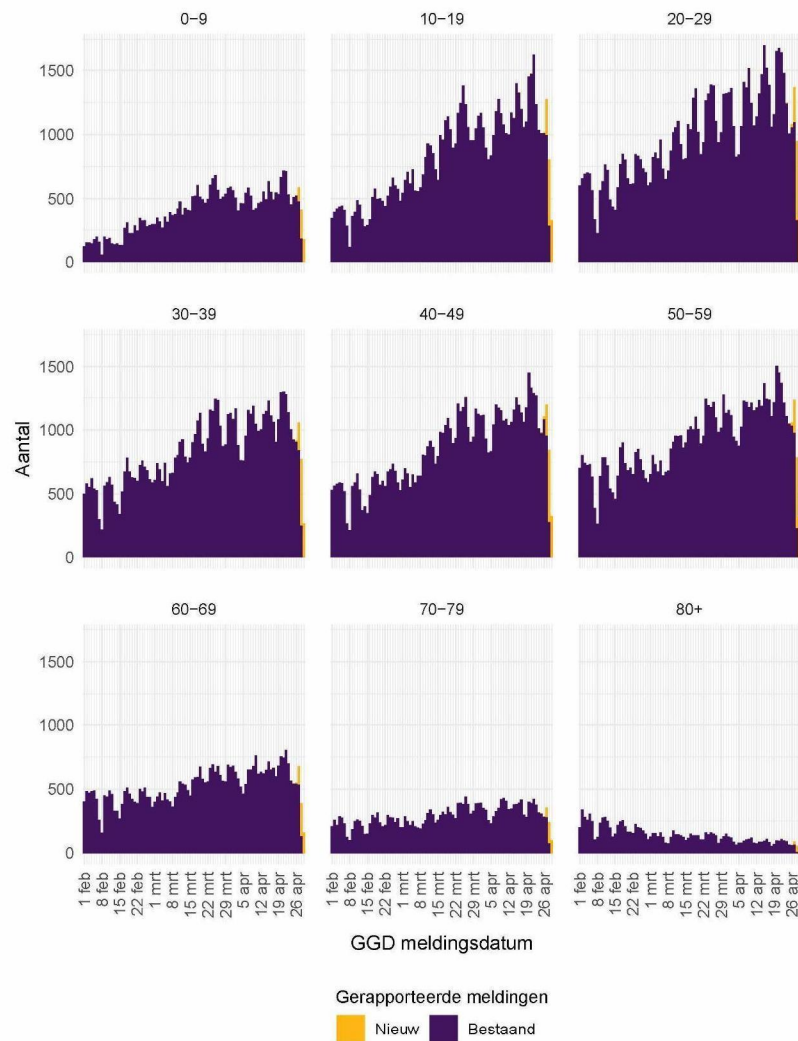 0−9 10−19 20−29
1500
1000
500
0
30−39 40−49 50−59
1500
1000
500
0
Aantal
60−69 70−79 80+
1500
1000
500
0
1 feb 8 feb 15 feb 22 feb 1 mrt 8 mrt 15 mrt 22 mrt 29 mrt 5 apr 12 apr 19 apr 26 apr 1 feb 8 feb 15 feb 22 feb 1 mrt 8 mrt 15 mrt 22 mrt 29 mrt 5 apr 12 apr 19 apr 26 apr 1 feb 8 feb 15 feb 22 feb 1 mrt 8 mrt 15 mrt 22 mrt 29 mrt 5 apr 12 apr 19 apr 26 apr
GGD meldingsdatum
Gerapporteerde meldingen
Nieuw Bestaand